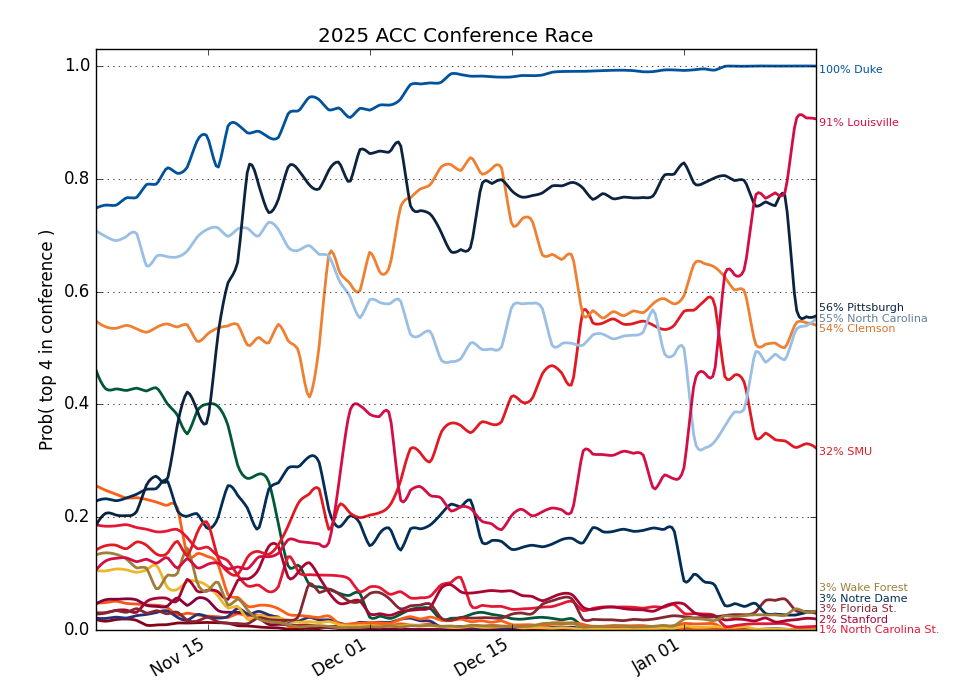 2025 ACC Conference Race
Prob( top 4 in conference )
1.0
0.8
0.6
0.4
0.2
0.0
Nov 15
Dec 01
Dec 15
Jan 01
100% Duke
91% Louisville
56% Pittsburgh
55% North Carolina
54% Clemson
32% SMU
3% Wake Forest
3% Notre Dame
3% Florida St.
2% Stanford
1% North Carolina St.